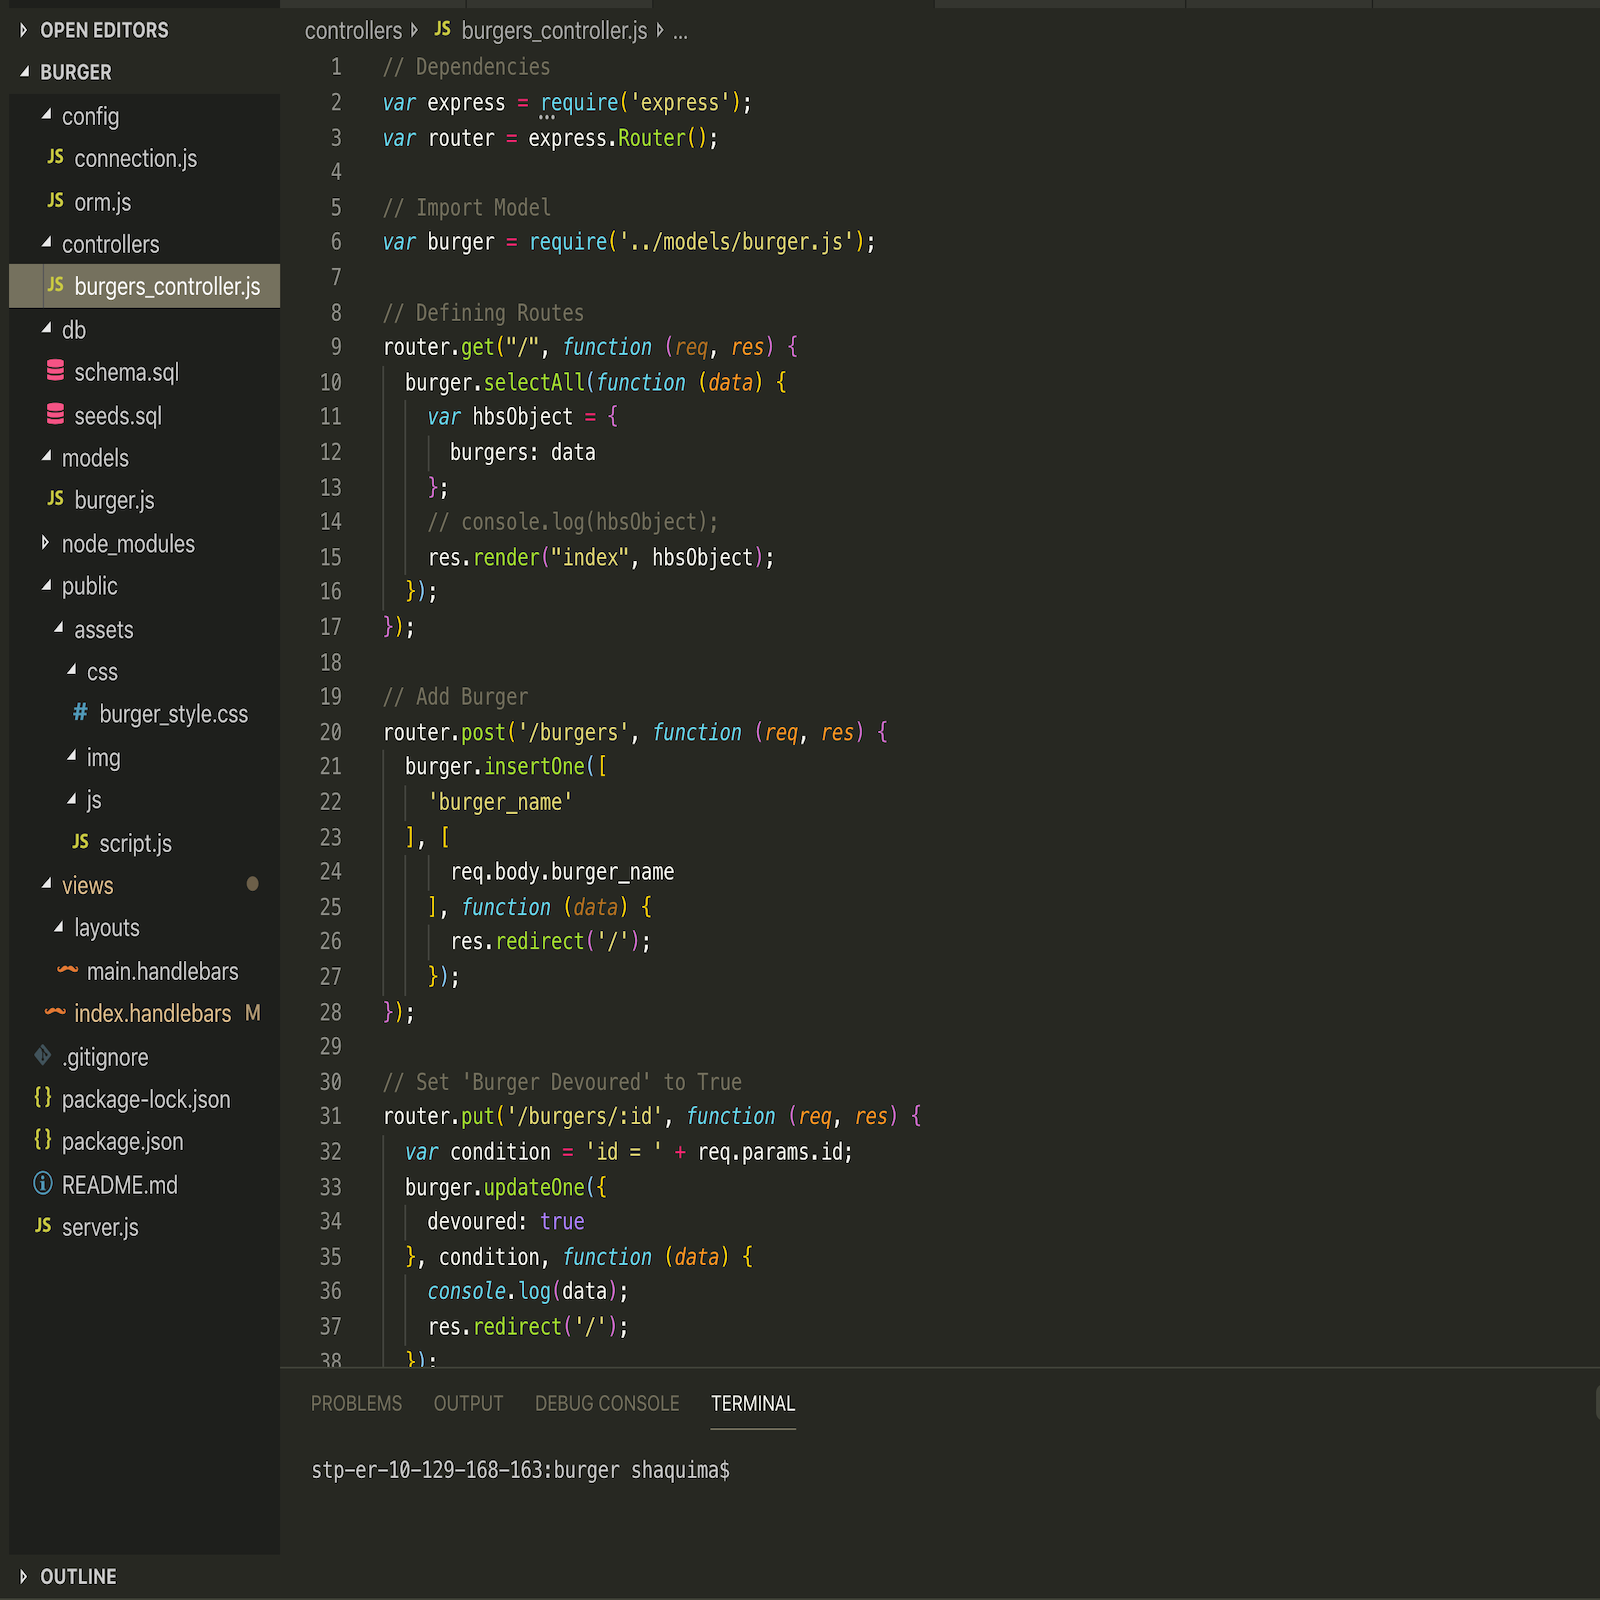 OPEN EDITORS
BURGER
config
JS connection.js
JS orm.js
controllers
JS burgers_controller.js
db
schema.sql
seeds.sql
models
JS burger.js
node_modules
public
assets
css
# burger_style.css
img
js
JS script.js
views
layouts
main.handlebars
index.handlebars M
.gitignore
{} package-lock.json
{} package.json
README.md
JS server.js
OUTLINE
controllers JS burgers_controller.js ...
1 // Dependencies
2 var express = require('express');
3 var router = express.Router();
4
5 // Import Model
6 var burger = require('../models/burger.js');
7
8 // Defining Routes
9 router.get("/", function (req, res) {
10 burger.selectAll(function (data) {
11 var hbsObject = {
12 burgers: data
13 };
14 // console.log(hbsObject);
15 res.render("index", hbsObject);
16 });
17 });
18
19 // Add Burger
20 router.post('/burgers', function (req, res) {
21 burger.insertOne([
22 'burger_name'
23 ], [
24 req.body.burger_name
25 ], function (data) {
26 res.redirect('/');
27 });
28 });
29
30 // Set 'Burger Devoured' to True
31 router.put('/burgers/:id', function (req, res) {
32 var condition = 'id = ' + req.params.id;
33 burger.updateOne({
34 devoured: true
35 }, condition, function (data) {
36 console.log(data);
37 res.redirect('/');
38 });
PROBLEMS OUTPUT DEBUG CONSOLE TERMINAL
stp-er-10-129-168-163:burger shaquima$